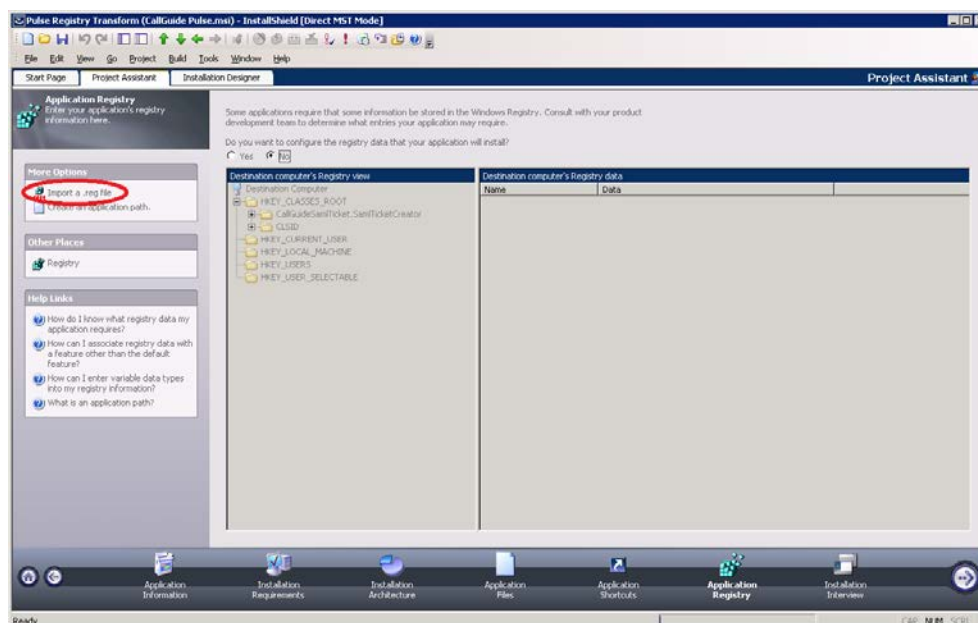 Pulse Registry Transform (CallGuide Pulse.msi) - InstallShield [Direct MST Mode]
File Edit View Go Project Build Tools Window Help
Start Page Project Assistant Installation Designer
Project Assistant
Application Registry
Enter your application's registry
information here.
More Options
Import a .reg file
Create an application path.
Other Places
Registry
Help Links
How do I know what registry data my
application requires?
How can I associate registry data with
a feature other than the default
feature?
How can I enter variable data types
into my registry information?
What is an application path?
Some applications require that some information be stored in the Windows Registry. Consult with your product
development team to determine what entries your application may require.
Do you want to configure the registry data that your application will install?
Yes No
Destination computer's Registry view
Destination Computer
HKEY_CLASSES_ROOT
CallGuideSamiTicket.SamiTicketCreator
CLSID
HKEY_CURRENT_USER
HKEY_LOCAL_MACHINE
HKEY_USERS
HKEY_USER_SELECTABLE
Destination computer's Registry data
Name Data
Application
Information
Installation
Requirements
Installation
Architecture
Application
Files
Application
Shortcuts
Application
Registry
Installation
Interview
Ready
CAP NUM SCRL